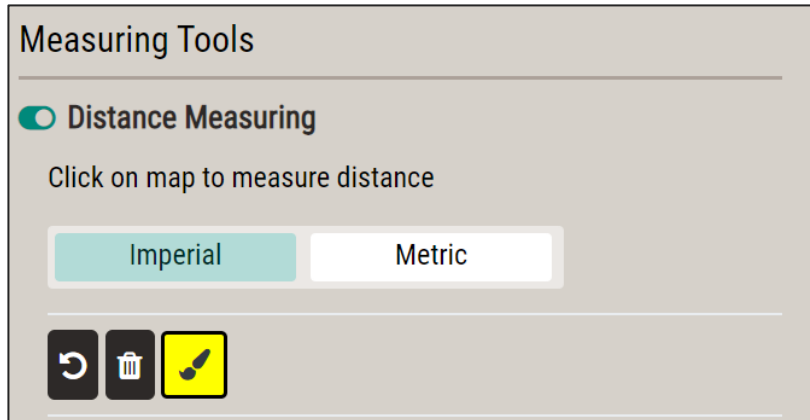 Measuring Tools
Distance Measuring
Click on map to measure distance
Imperial Metric